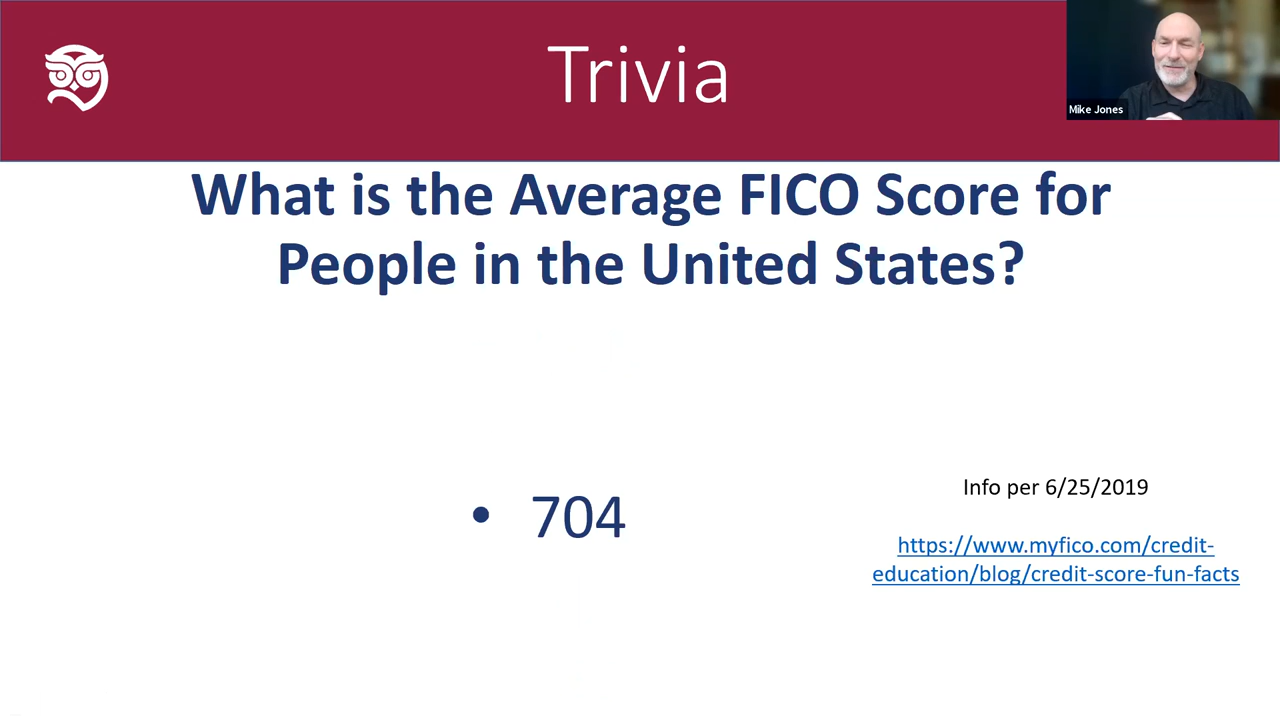 Trivia
Mike Jones
What is the Average FICO Score for
People in the United States?
• 704
Info per 6/25/2019
https://www.myfico.com/credit-
education/blog/credit-score-fun-facts